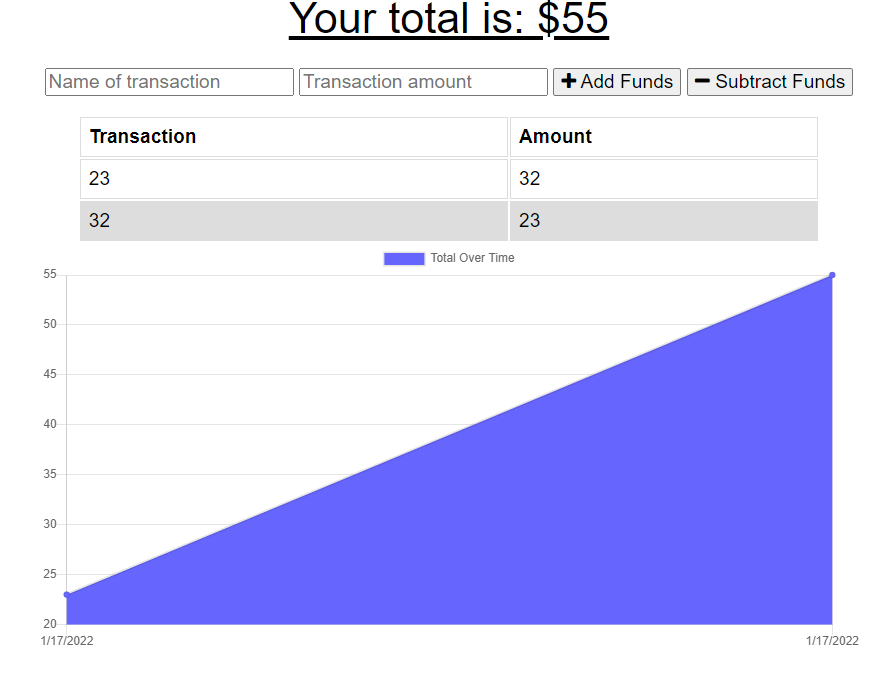 Your total is: $55
Name of transaction Transaction amount Add Funds Subtract Funds
Transaction Amount
23 32
32 23
Total Over Time
55
50
45
40
35
30
25
20
1/17/2022 1/17/2022